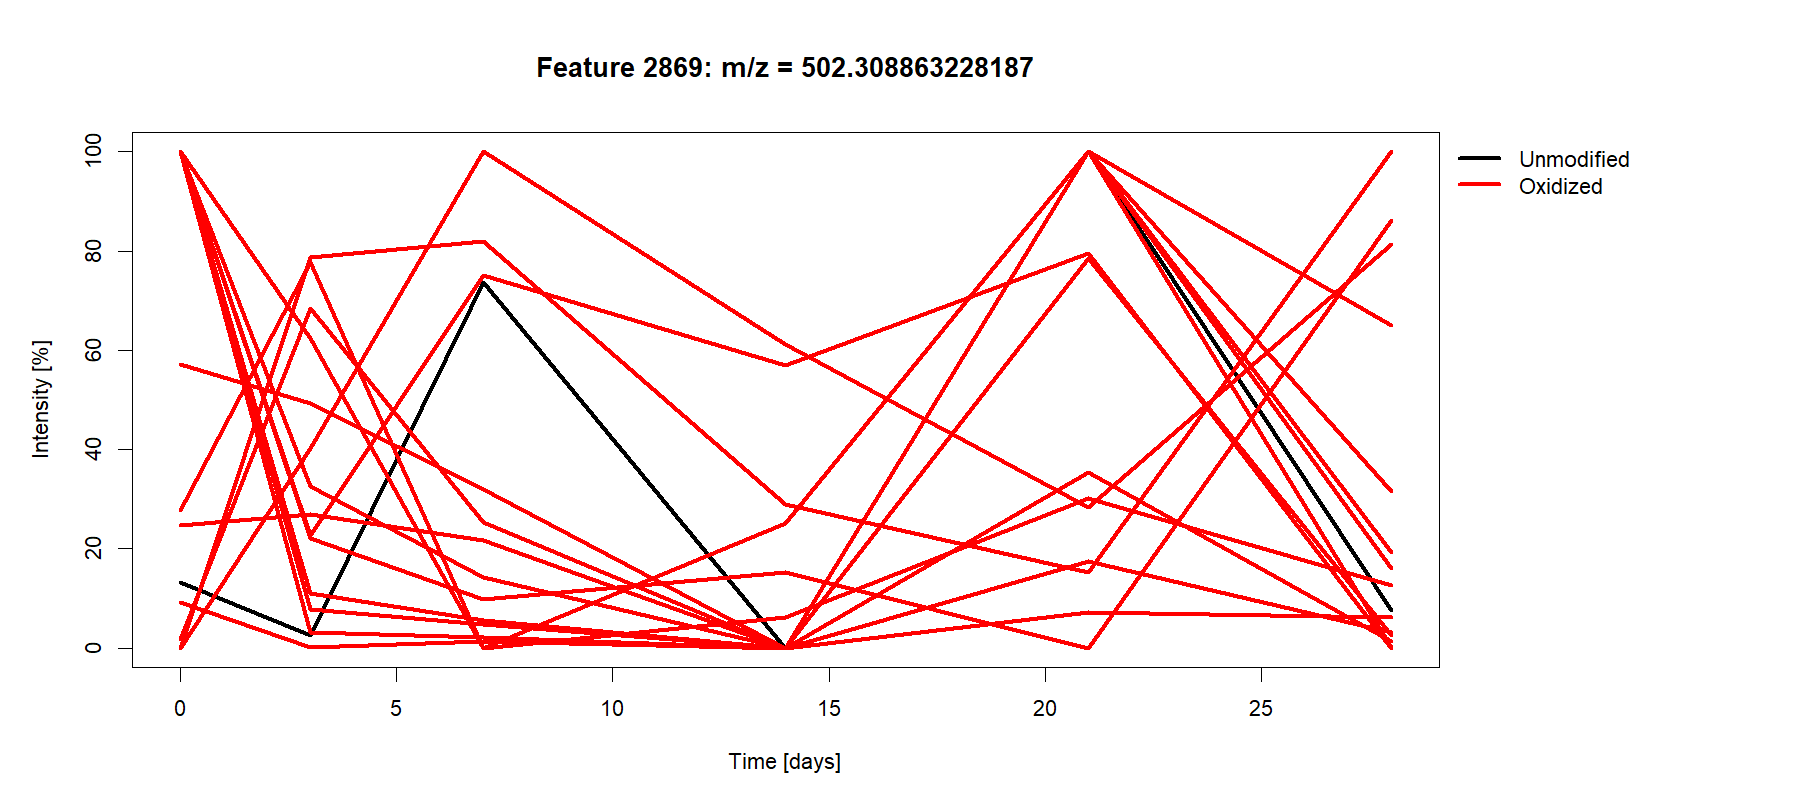 Feature 2869: m/z = 502.308863228187
Unmodified
Oxidized
Intensity [%]
100
80
60
40
20
0
0 5 10 15 20 25
Time [days]